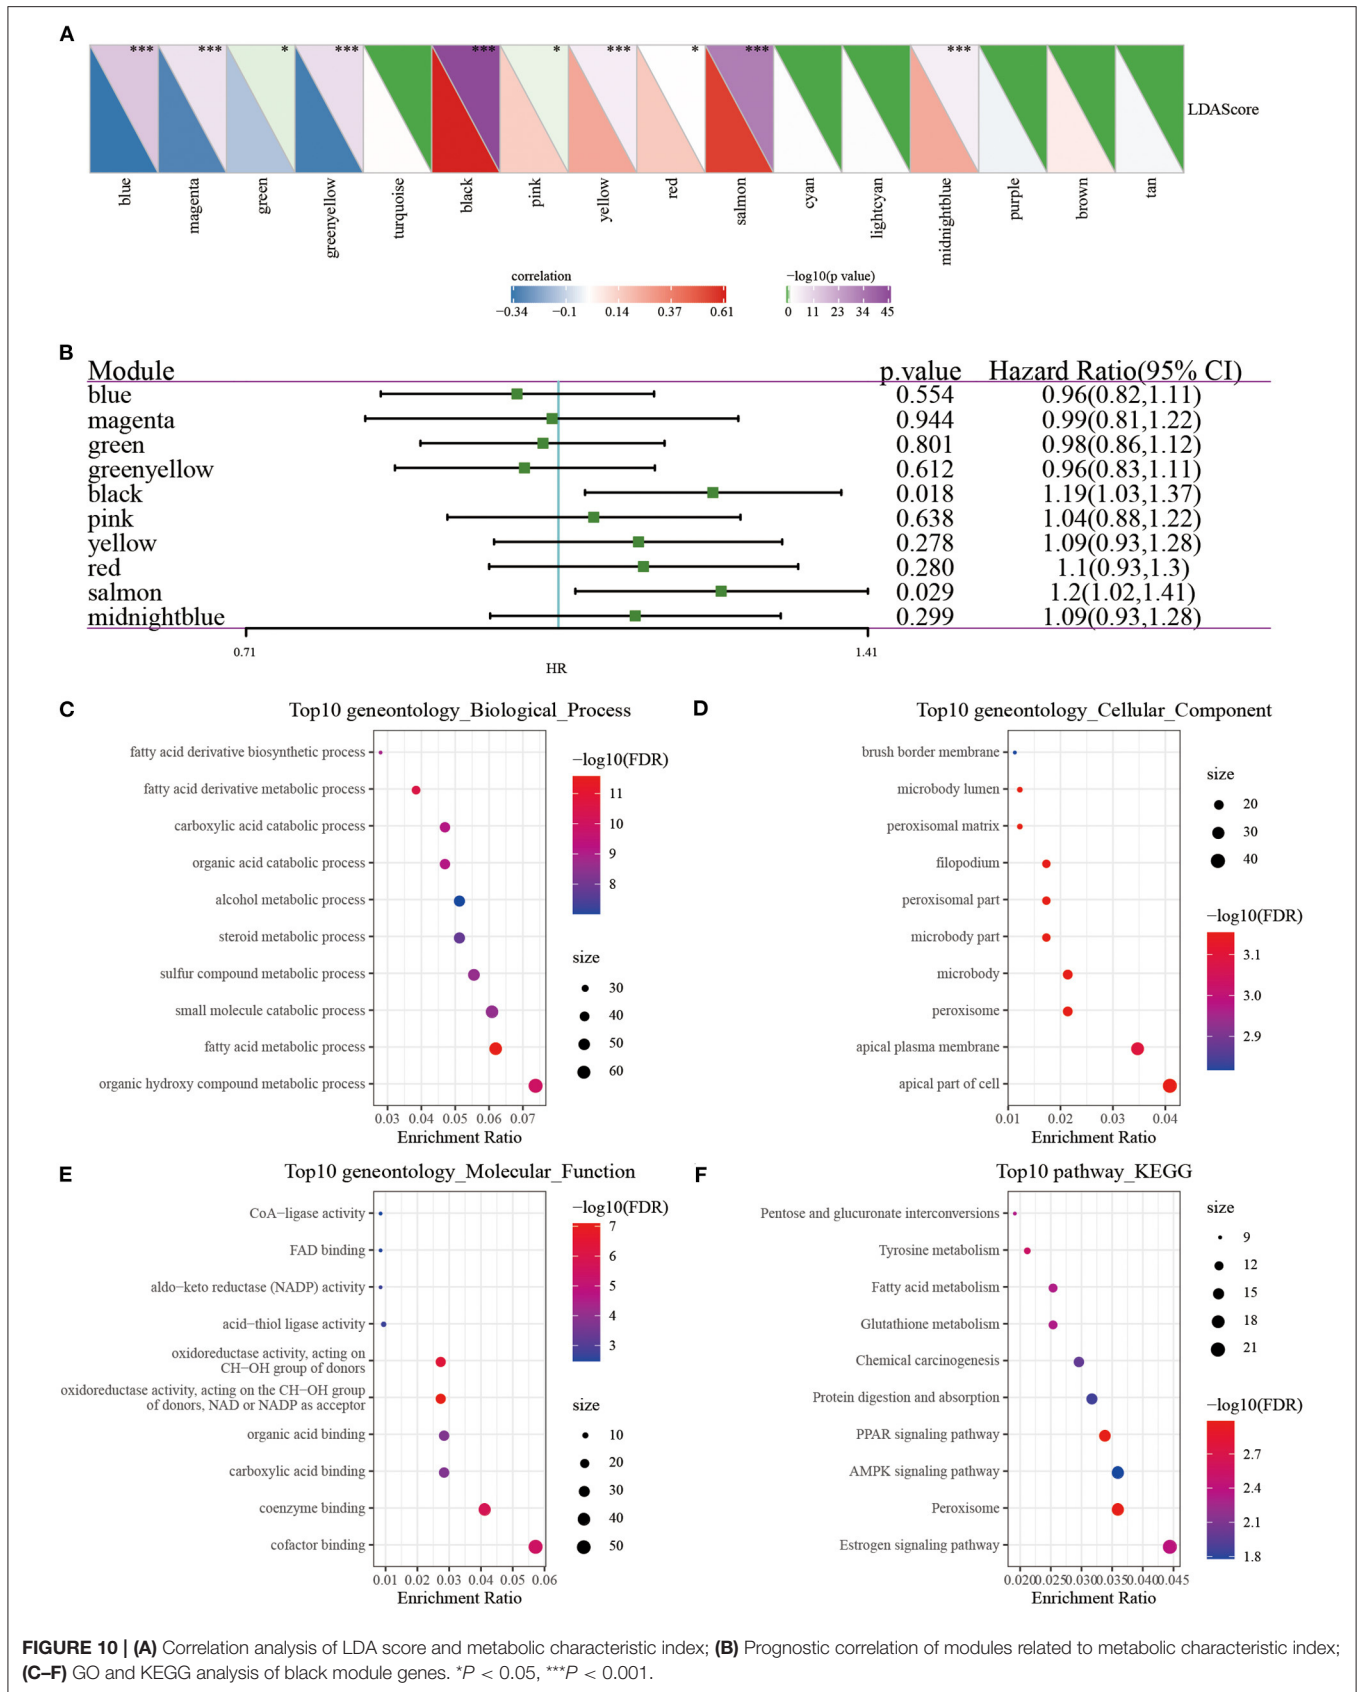 A
*** *** * *** *** * *** * *** ***
LDAScore
blue magenta green greenyellow turquoise black pink yellow red salmon cyan lightcyan midnightblue purple brown tan
correlation
−0.34 −0.1 0.14 0.37 0.61
−log10(p value)
0 11 23 34 45
B
Module p.value Hazard Ratio(95% CI)
blue 0.554 0.96(0.82,1.11)
magenta 0.944 0.99(0.81,1.22)
green 0.801 0.98(0.86,1.12)
greenyellow 0.612 0.96(0.83,1.11)
black 0.018 1.19(1.03,1.37)
pink 0.638 1.04(0.88,1.22)
yellow 0.278 1.09(0.93,1.28)
red 0.280 1.1(0.93,1.3)
salmon 0.029 1.2(1.02,1.41)
midnightblue 0.299 1.09(0.93,1.28)
0.71 1.41
HR
C
Top10 geneontology_Biological_Process
fatty acid derivative biosynthetic process
fatty acid derivative metabolic process
carboxylic acid catabolic process
organic acid catabolic process
alcohol metabolic process
steroid metabolic process
sulfur compound metabolic process
small molecule catabolic process
fatty acid metabolic process
organic hydroxy compound metabolic process
0.03 0.04 0.05 0.06 0.07
Enrichment Ratio
−log10(FDR)
11
10
9
8
size
30
40
50
60
D
Top10 geneontology_Cellular_Component
brush border membrane
microbody lumen
peroxisomal matrix
filopodium
peroxisomal part
microbody part
microbody
peroxisome
apical plasma membrane
apical part of cell
0.01 0.02 0.03 0.04
Enrichment Ratio
size
20
30
40
−log10(FDR)
3.1
3.0
2.9
E
Top10 geneontology_Molecular_Function
CoA−ligase activity
FAD binding
aldo−keto reductase (NADP) activity
acid−thiol ligase activity
oxidoreductase activity, acting on
CH−OH group of donors
oxidoreductase activity, acting on the CH−OH group
of donors, NAD or NADP as acceptor
organic acid binding
carboxylic acid binding
coenzyme binding
cofactor binding
0.01 0.02 0.03 0.04 0.05 0.06
Enrichment Ratio
−log10(FDR)
7
6
5
4
3
size
10
20
30
40
50
F
Top10 pathway_KEGG
Pentose and glucuronate interconversions
Tyrosine metabolism
Fatty acid metabolism
Glutathione metabolism
Chemical carcinogenesis
Protein digestion and absorption
PPAR signaling pathway
AMPK signaling pathway
Peroxisome
Estrogen signaling pathway
0.020 0.025 0.030 0.035 0.040 0.045
Enrichment Ratio
size
9
12
15
18
21
−log10(FDR)
2.7
2.4
2.1
1.8
FIGURE 10 | (A) Correlation analysis of LDA score and metabolic characteristic index; (B) Prognostic correlation of modules related to metabolic characteristic index;
(C–F) GO and KEGG analysis of black module genes. *P < 0.05, ***P < 0.001.